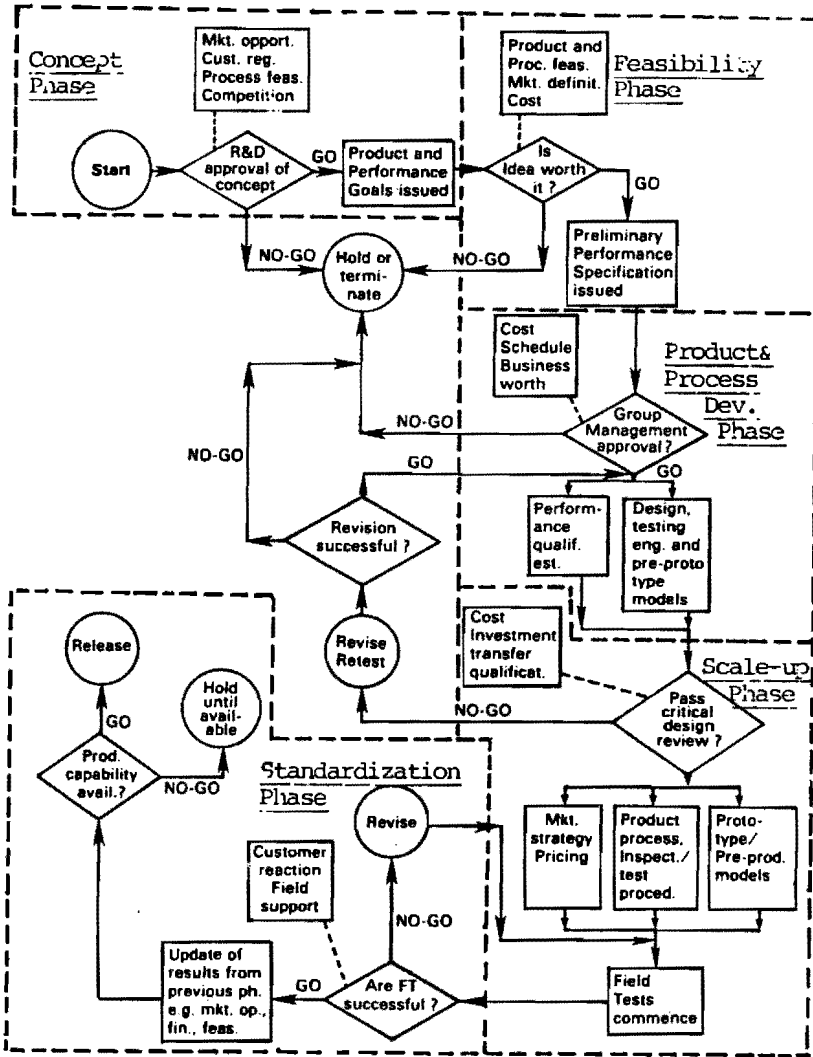 Concept
Phase
Mkt. opport.
Cust. reg.
Process feas.
Competition
Start
R&D
approval of
concept
GO
Product and
Performance
Goals issued
NO-GO
Product and
Proc. feas.
Mkt. definit.
Cost
Feasibility
Phase
Is
Idea worth
it ?
GO
NO-GO
Hold or
termi-
nate
Preliminary
Performance
Specification
issued
Cost
Schedule
Business
worth
Product&
Process
Dev.
Phase
Group
Management
approval?
NO-GO
GO
GO
NO-GO
Revision
successful ?
Perform-
ance
qualif.
est.
Design,
testing
eng. and
pre-proto
type
models
Revise
Retest
Cost
Investment
transfer
qualificat.
Scale-up
Phase
Pass
critical
design
review ?
NO-GO
Release
Hold
until
avail-
able
GO
Prod.
capability
avail.?
NO-GO
Standardization
Phase
Revise
Mkt.
strategy
Pricing
Product
process,
Inspect./
test
proced.
Proto-
type/
Pre-prod.
models
Customer
reaction
Field
support
NO-GO
Update of
results from
previous ph.
e.g. mkt. op.,
fin., feas.
GO
Are FT
successful ?
Field
Tests
commence